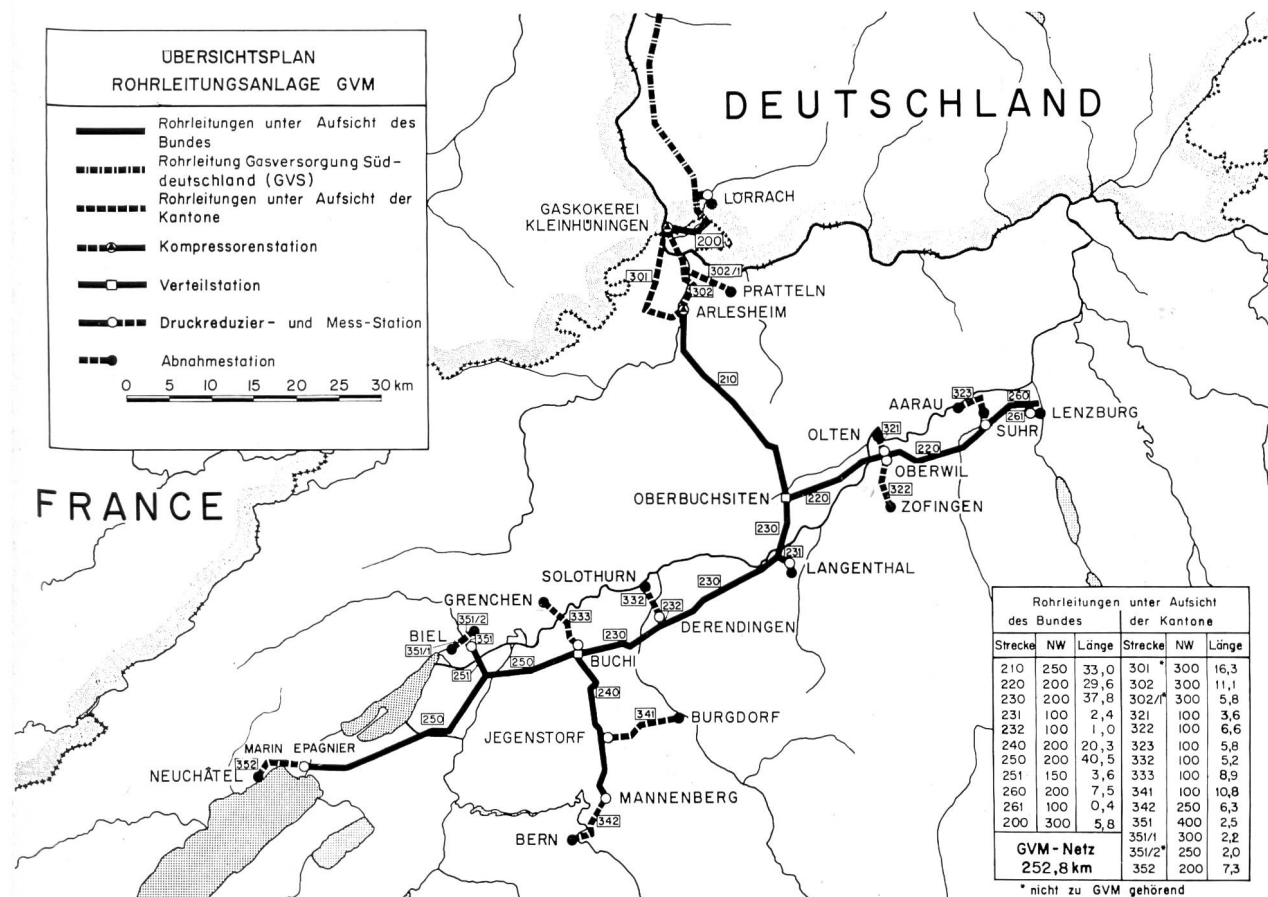 ÜBERSICHTSPLAN
ROHRLEITUNGSANLAGE GVM
Rohrleitungen unter Aufsicht des
Bundes
Rohrleitung Gasversorgung Süd-
deutschland (GVS)
Rohrleitungen unter Aufsicht der
Kantone
Kompressorenstation
Verteilstation
Druckreduzier- und Mess-Station
Abnahmestation
0 5 10 15 20 25 30 km
DEUTSCHLAND
FRANCE
LÖRRACH
GASKOKEREI
KLEINHÜNINGEN
200
301
302/1
302
PRATTELN
ARLESHEIM
210
AARAU
323
260
261
LENZBURG
SUHR
OLTEN
321
220
OBERWIL
OBERBUCHSITEN
220
322
ZOFINGEN
230
231
LANGENTHAL
SOLOTHURN
230
332
232
DERENDINGEN
GRENCHEN
333
351/2
BIEL
351
351/1
230
BUCHI
250
251
240
250
341
BURGDORF
JEGENSTORF
MARIN EPAGNIER
352
NEUCHÂTEL
MANNENBERG
342
BERN
Rohrleitungen unter Aufsicht
des Bundes der Kantone
Strecke NW Länge Strecke NW Länge
210 250 33,0 301* 300 16,3
220 200 29,6 302 300 11,1
230 200 37,8 302/1* 300 5,8
231 100 2,4 321 100 3,6
232 100 1,0 322 100 6,6
240 200 20,3 323 100 5,8
250 200 40,5 332 100 5,2
251 150 3,6 333 100 8,9
260 200 7,5 341 100 10,8
261 100 0,4 342 250 6,3
200 300 5,8 351 400 2,5
351/1 300 2,2
GVM-Netz 351/2* 250 2,0
252,8 km 352 200 7,3
* nicht zu GVM gehörend